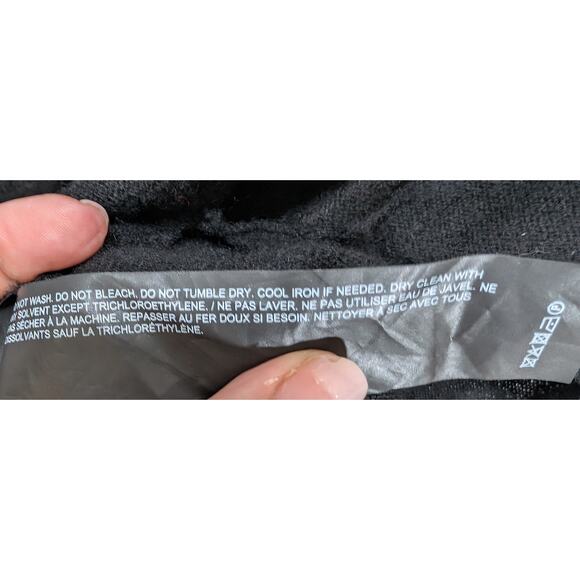 NOT WASH. DO NOT BLEACH. DO NOT TUMBLE DRY. COOL IRON IF NEEDED. DRY CLEAN WITH
SOLVENT EXCEPT TRICHLOROETHYLENE. / NE PAS LAVER. NE PAS UTILISER EAU DE JAVEL. NE
SÉCHER À LA MACHINE. REPASSER AU FER DOUX SI BESOIN. NETTOYER À SEC AVEC TOUS
SAUF LA TRICHLORÉTHYLÈNE.